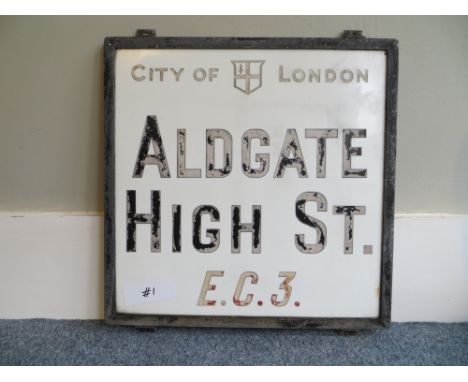 CITY OF LONDON
ALDGATE
HIGH ST.
E.C.3.
#1